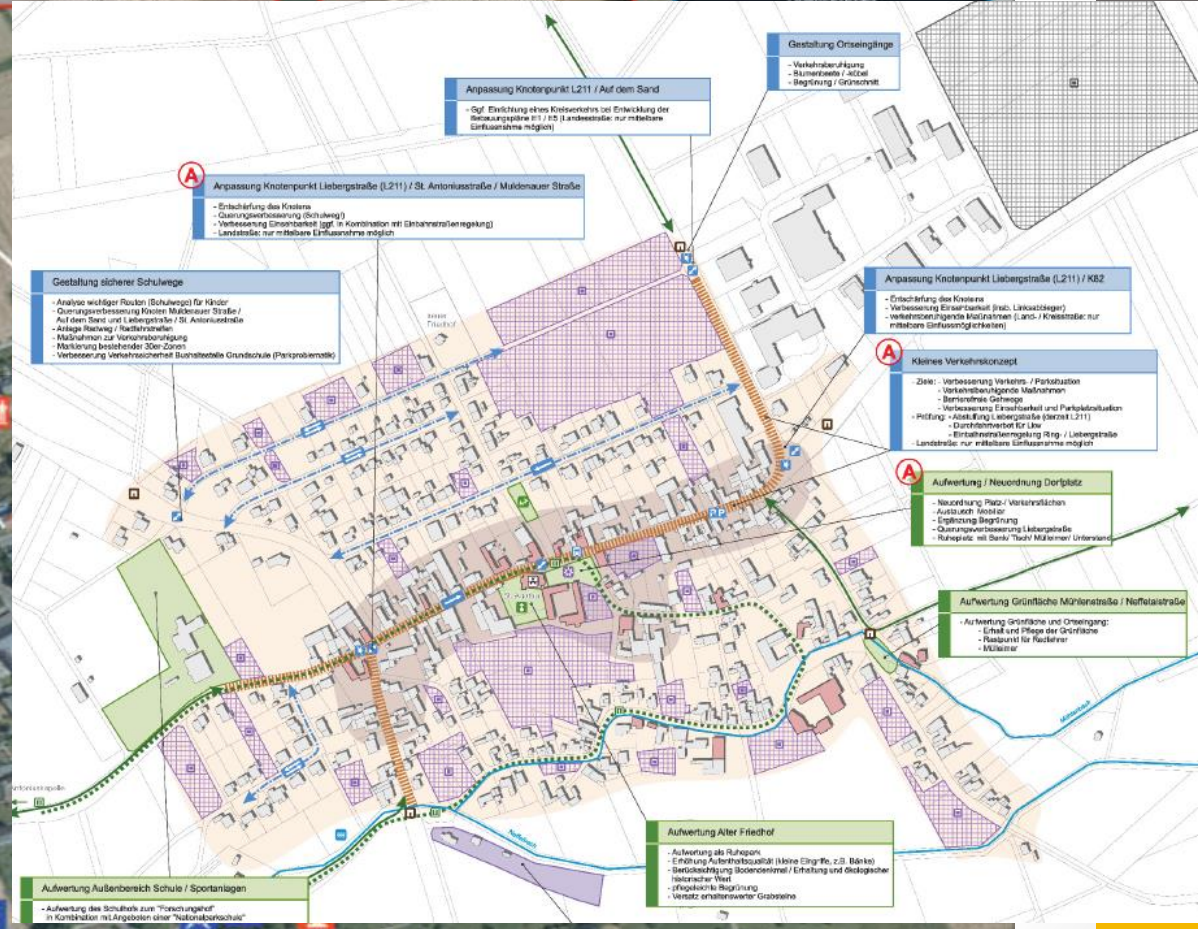 Gestaltung Ortseingänge
- Verkehrsberuhigung
- Blumenbeete / -kübel
- Begrünung / Grünschnitt
Anpassung Knotenpunkt L211 / Auf dem Sand
- Ggf. Einrichtung eines Kreisverkehrs bei Entwicklung der
Bebauungspläne E1 / E5 (Landesstraße: nur mittelbare
Einflussnahme möglich)
A
Anpassung Knotenpunkt Liebergstraße (L211) / St. Antoniusstraße / Muldenauer Straße
- Entschärfung des Knotens
- Querungsverbesserung (Schulweg!)
- Verbesserung Einsehbarkeit (ggf. in Kombination mit Einbahnstraßenregelung)
- Landstraße: nur mittelbare Einflussnahme möglich
Gestaltung sicherer Schulwege
- Analyse wichtiger Routen (Schulwege) für Kinder
- Querungsverbesserung Knoten Muldenauer Straße /
Auf dem Sand und Liebergstraße / St. Antoniusstraße
- Anlage Radweg / Radfahrstreifen
- Maßnahmen zur Verkehrsberuhigung
- Markierung bestehender 30er-Zonen
- Verbesserung Verkehrssicherheit Bushaltestelle Grundschule (Parkproblematik)
Friedhof
Anpassung Knotenpunkt Liebergstraße (L211) / K82
- Entschärfung des Knotens
- Verbesserung Einsehbarkeit (insb. Linksabbieger)
- verkehrsberuhigende Maßnahmen (Land- / Kreisstraße: nur
mittelbare Einflussmöglichkeiten)
A
Kleines Verkehrskonzept
- Ziele: - Verbesserung Verkehrs- / Parksituation
- Verkehrsberuhigende Maßnahmen
- Barrierefreie Gehwege
- Verbesserung Einsehbarkeit und Parkplatzsituation
- Prüfung: - Abstufung Liebergstraße (derzeit L211)
- Durchfahrtverbot für Lkw
- Einbahnstraßenregelung Ring- / Liebergstraße
- Landstraße: nur mittelbare Einflussnahme möglich
A
Aufwertung / Neuordnung Dorfplatz
- Neuordnung Platz-/ Verkehrsflächen
- Austausch Mobiliar
- Ergänzung Begrünung
- Querungsverbesserung Liebergstraße
- Ruheplatz mit Bank/ Tisch/ Mülleimer/ Unterstand
P P
Aufwertung Grünfläche Mühlenstraße / Neffeltalstraße
- Aufwertung Grünfläche und Ortseingang:
- Erhalt und Pflege der Grünfläche
- Rastpunkt für Radfahrer
- Mülleimer
Mühlenbach
Neffelbach
Aufwertung Alter Friedhof
- Aufwertung als Ruhepark
- Erhöhung Aufenthaltsqualität (kleine Eingriffe, z.B. Bänke)
- Berücksichtigung Bodendenkmal / Erhaltung und ökologischer
historischer Wert
- pflegeleichte Begrünung
- Versatz erhaltenswerter Grabsteine
Aufwertung Außenbereich Schule / Sportanlagen
- Aufwertung des Schulhofs zum "Forschungshof"
in Kombination mit Angeboten einer "Nationalparkschule"